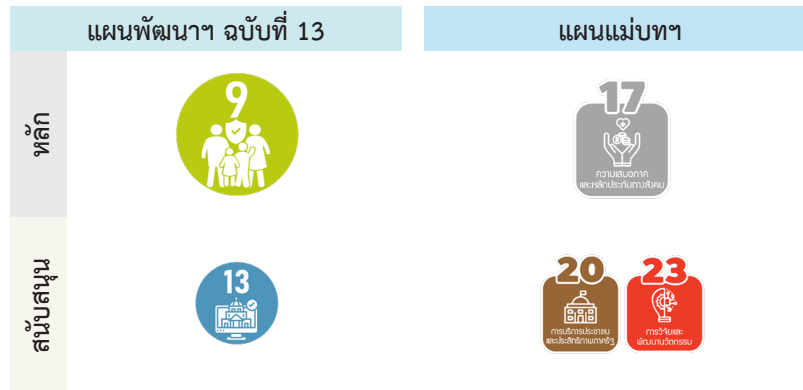 แผนพัฒนาฯ ฉบับที่ 13
แผนแม่บทฯ
หลัก
9
17
ความเสมอภาค
และหลักประกันทางสังคม
สนับสนุน
13
20
การบริการประชาชน
และประสิทธิภาพภาครัฐ
23
การวิจัยและ
พัฒนานวัตกรรม